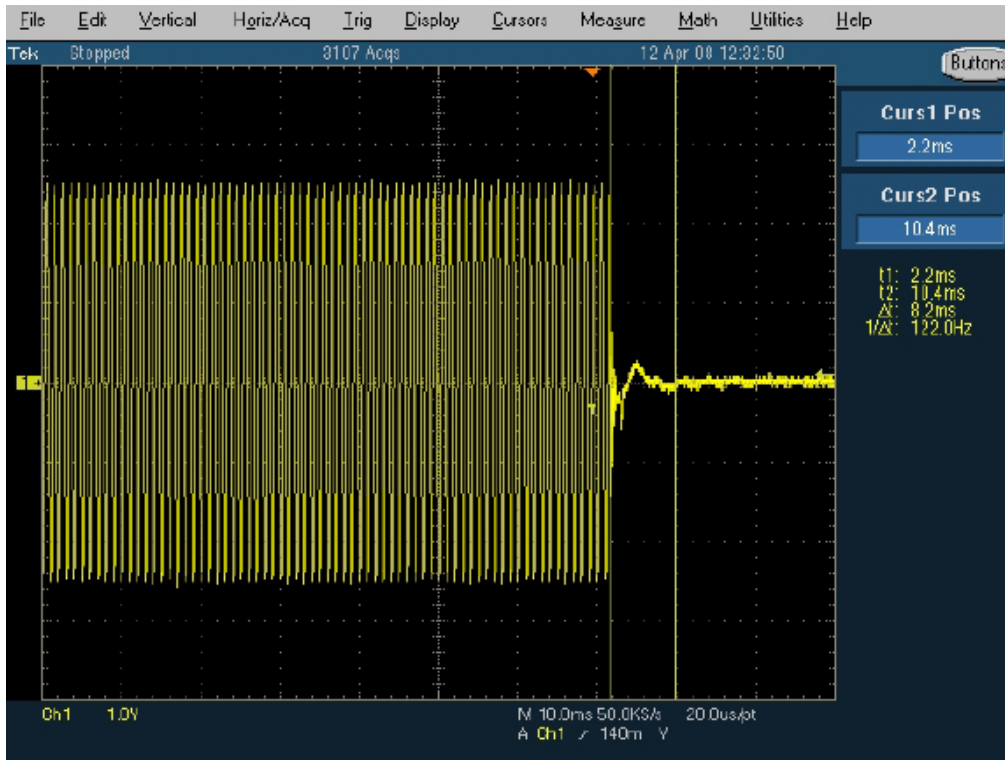 File Edit Vertical Horiz/Acq Trig Display Cursors Measure Math Utilities Help
Tek Stopped 3107 Acqs 12 Apr 08 12:32:50
Buttons
Curs1 Pos
2.2ms
Curs2 Pos
10.4ms
t1: 2.2ms
t2: 10.4ms
Δt: 8.2ms
1/Δt: 122.0Hz
Ch1 1.0V
M 10.0ms 50.0KS/s 20.0us/pt
A Ch1 140m V